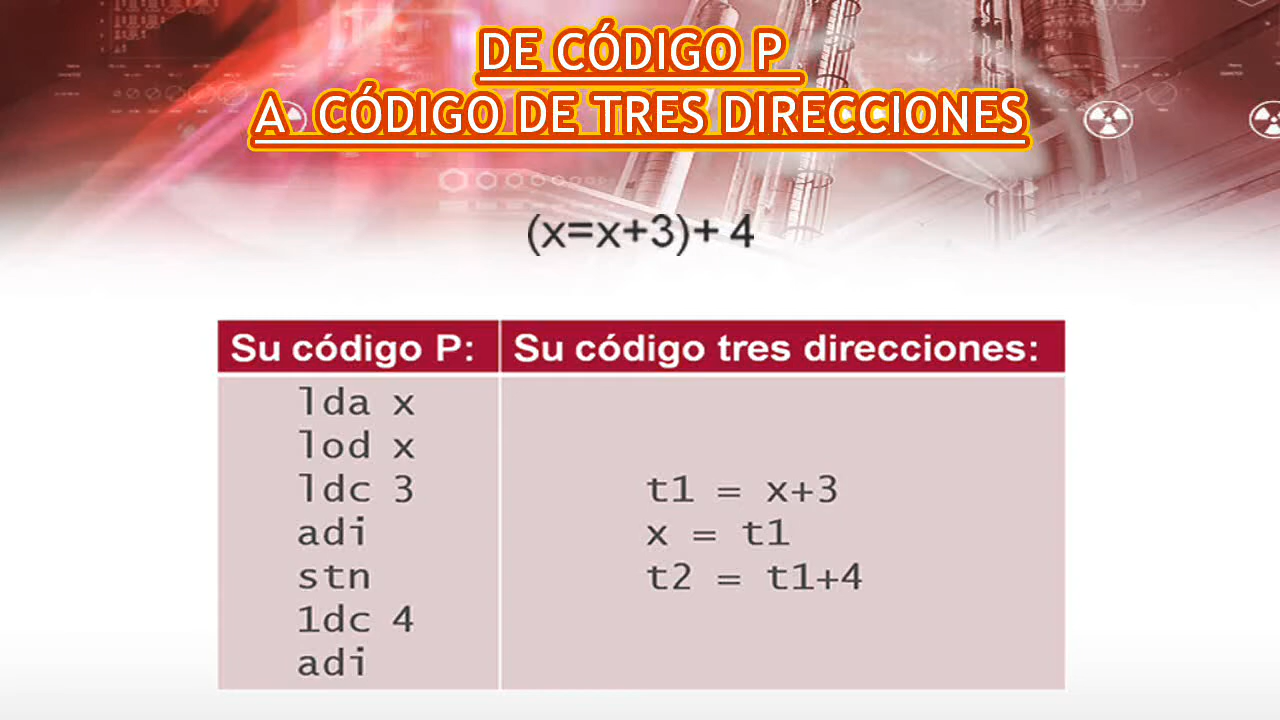 DE CÓDIGO P
A CÓDIGO DE TRES DIRECCIONES
(x=x+3)+ 4
Su código P:
Su código tres direcciones:
lda x
lod x
ldc 3
adi
stn
1dc 4
adi
t1 = x+3
x = t1
t2 = t1+4